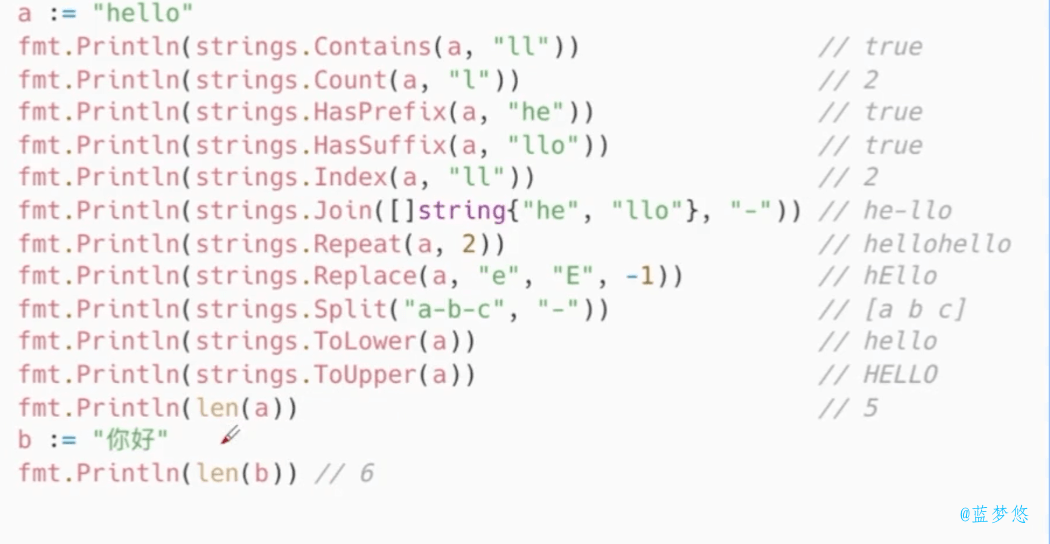 a := "hello"
fmt.Println(strings.Contains(a, "ll")) // true
fmt.Println(strings.Count(a, "l")) // 2
fmt.Println(strings.HasPrefix(a, "he")) // true
fmt.Println(strings.HasSuffix(a, "llo")) // true
fmt.Println(strings.Index(a, "ll")) // 2
fmt.Println(strings.Join([]string{"he", "llo"}, "-")) // he-llo
fmt.Println(strings.Repeat(a, 2)) // hellohello
fmt.Println(strings.Replace(a, "e", "E", -1)) // hEllo
fmt.Println(strings.Split("a-b-c", "-")) // [a b c]
fmt.Println(strings.ToLower(a)) // hello
fmt.Println(strings.ToUpper(a)) // HELLO
fmt.Println(len(a)) // 5
b := "你好"
fmt.Println(len(b)) // 6
@蓝梦悠